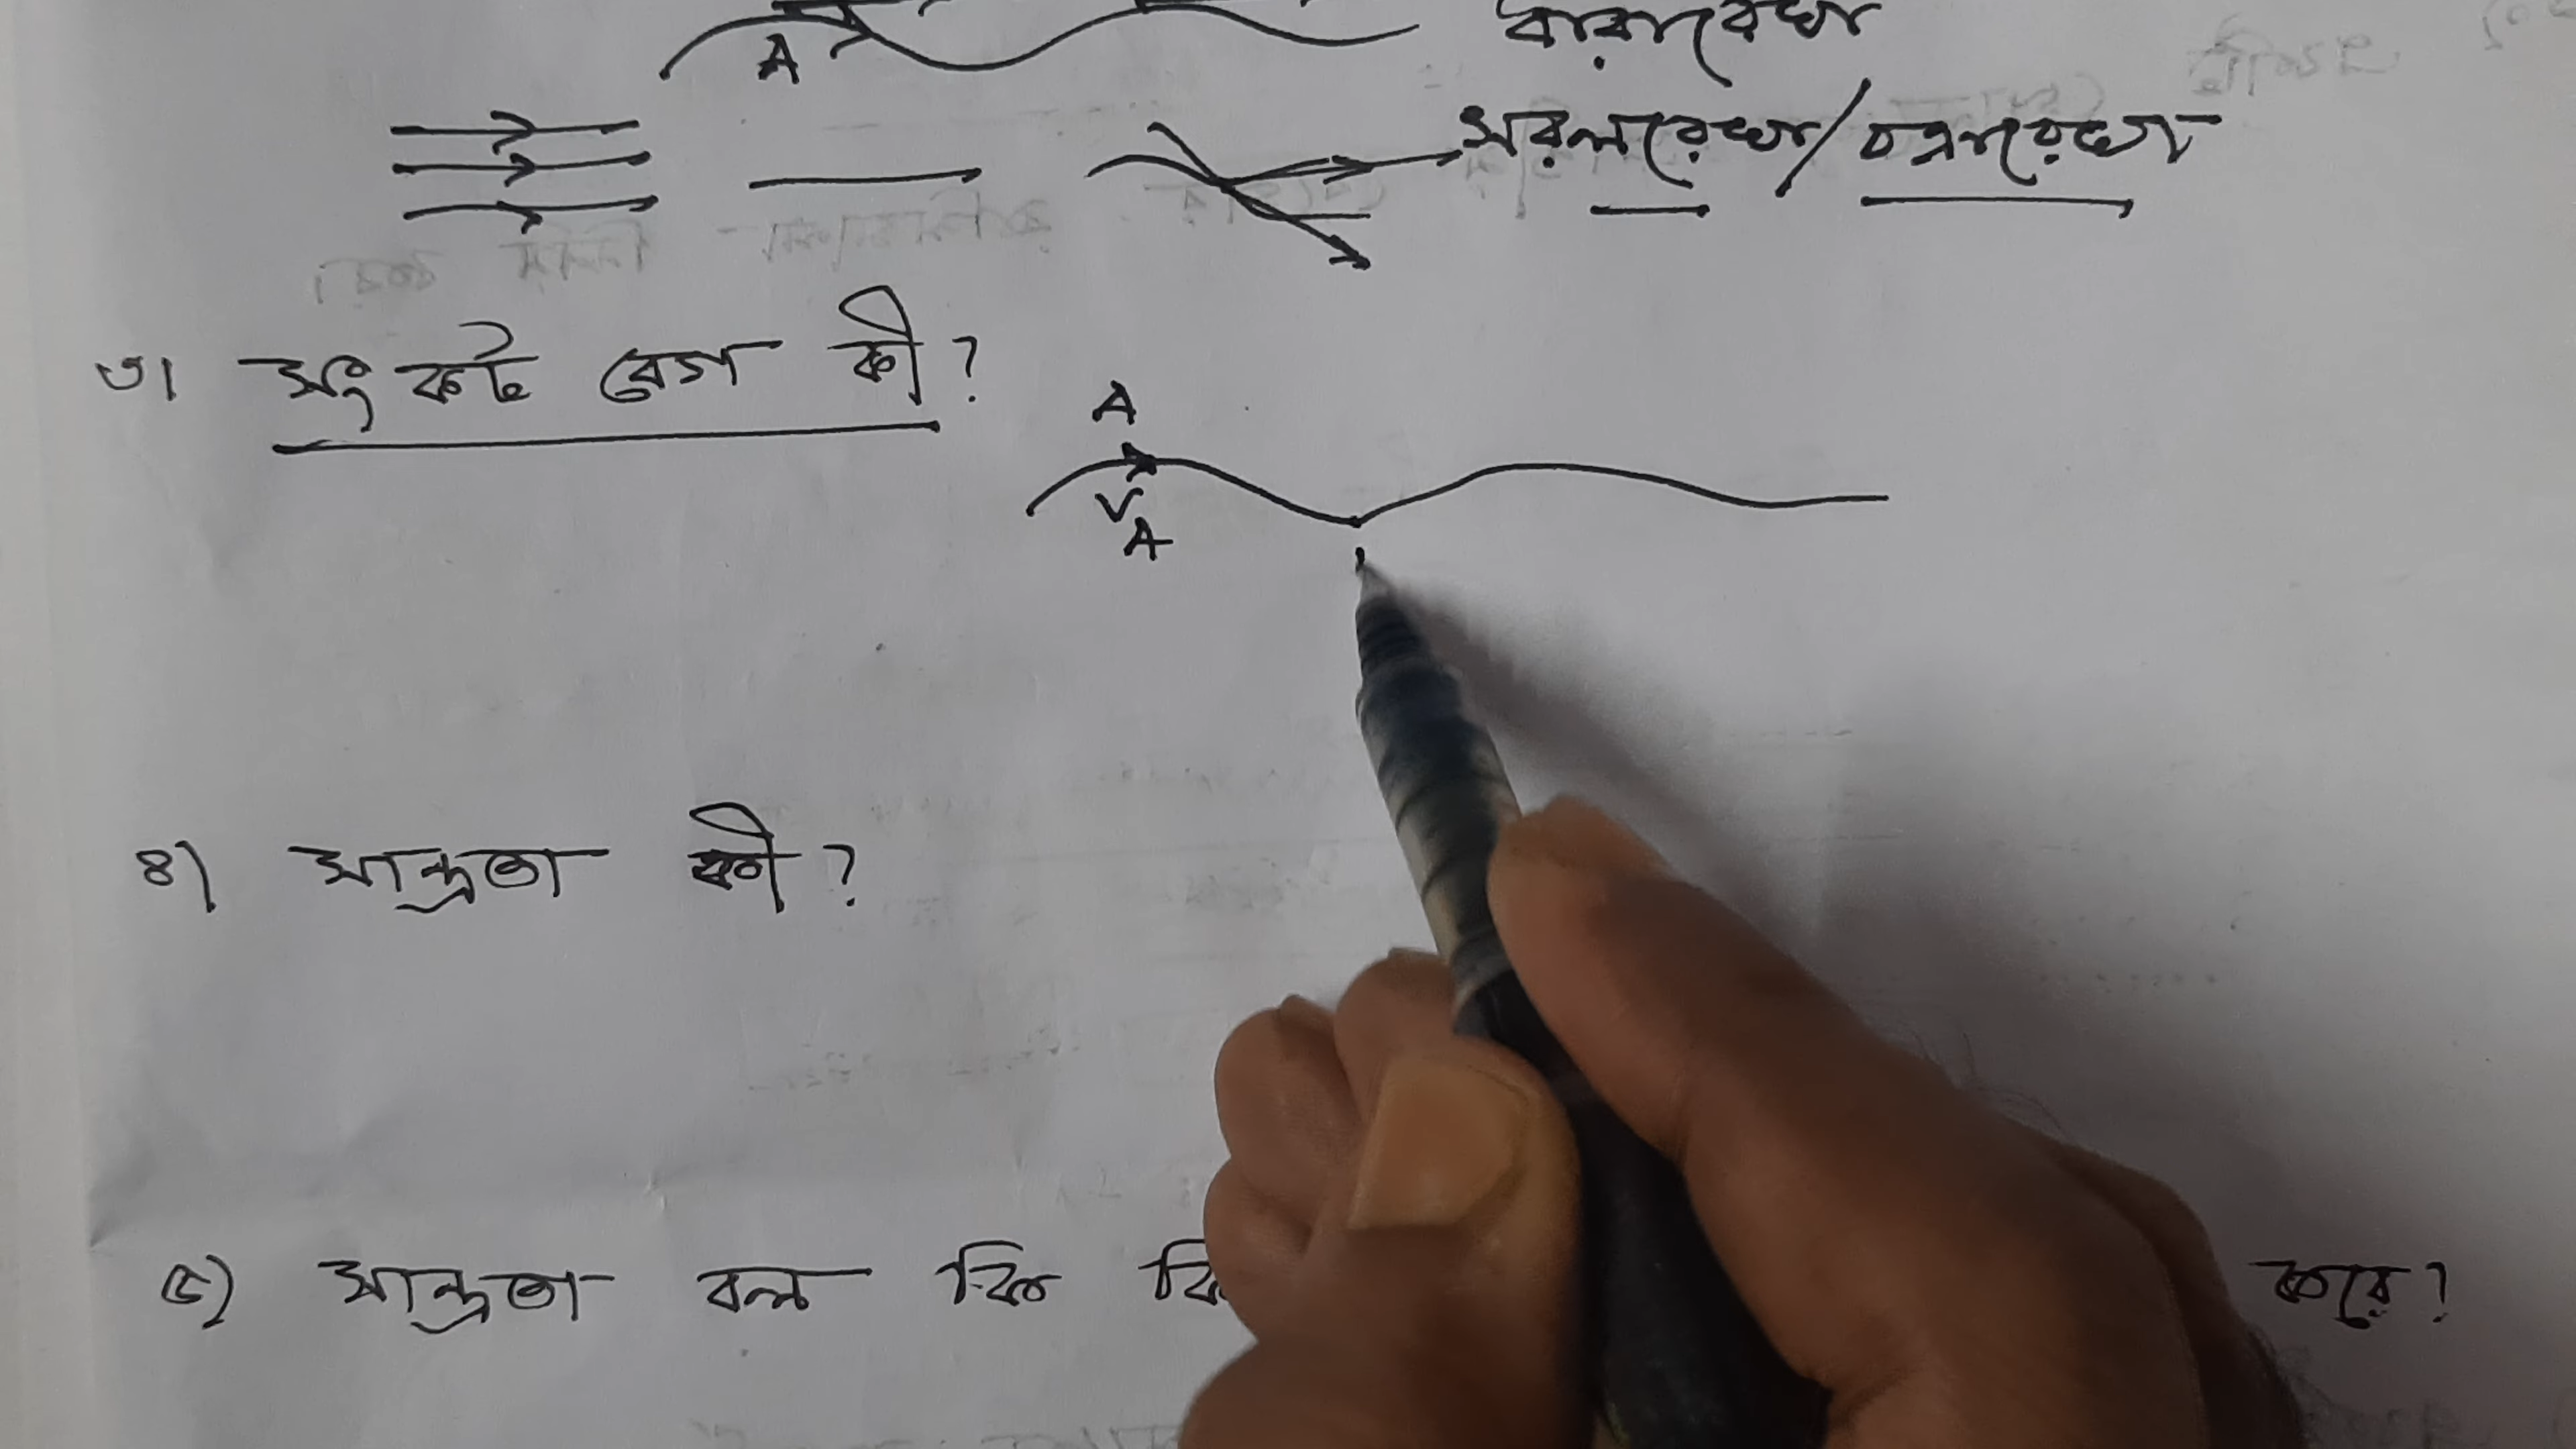 A ধারারেখা
সরলরেখা/বক্ররেখা
৩। সংকট বেগ কী?
A
V
A
৪) সান্দ্রতা কী?
৫) সান্দ্রতা বল কি কি করে?